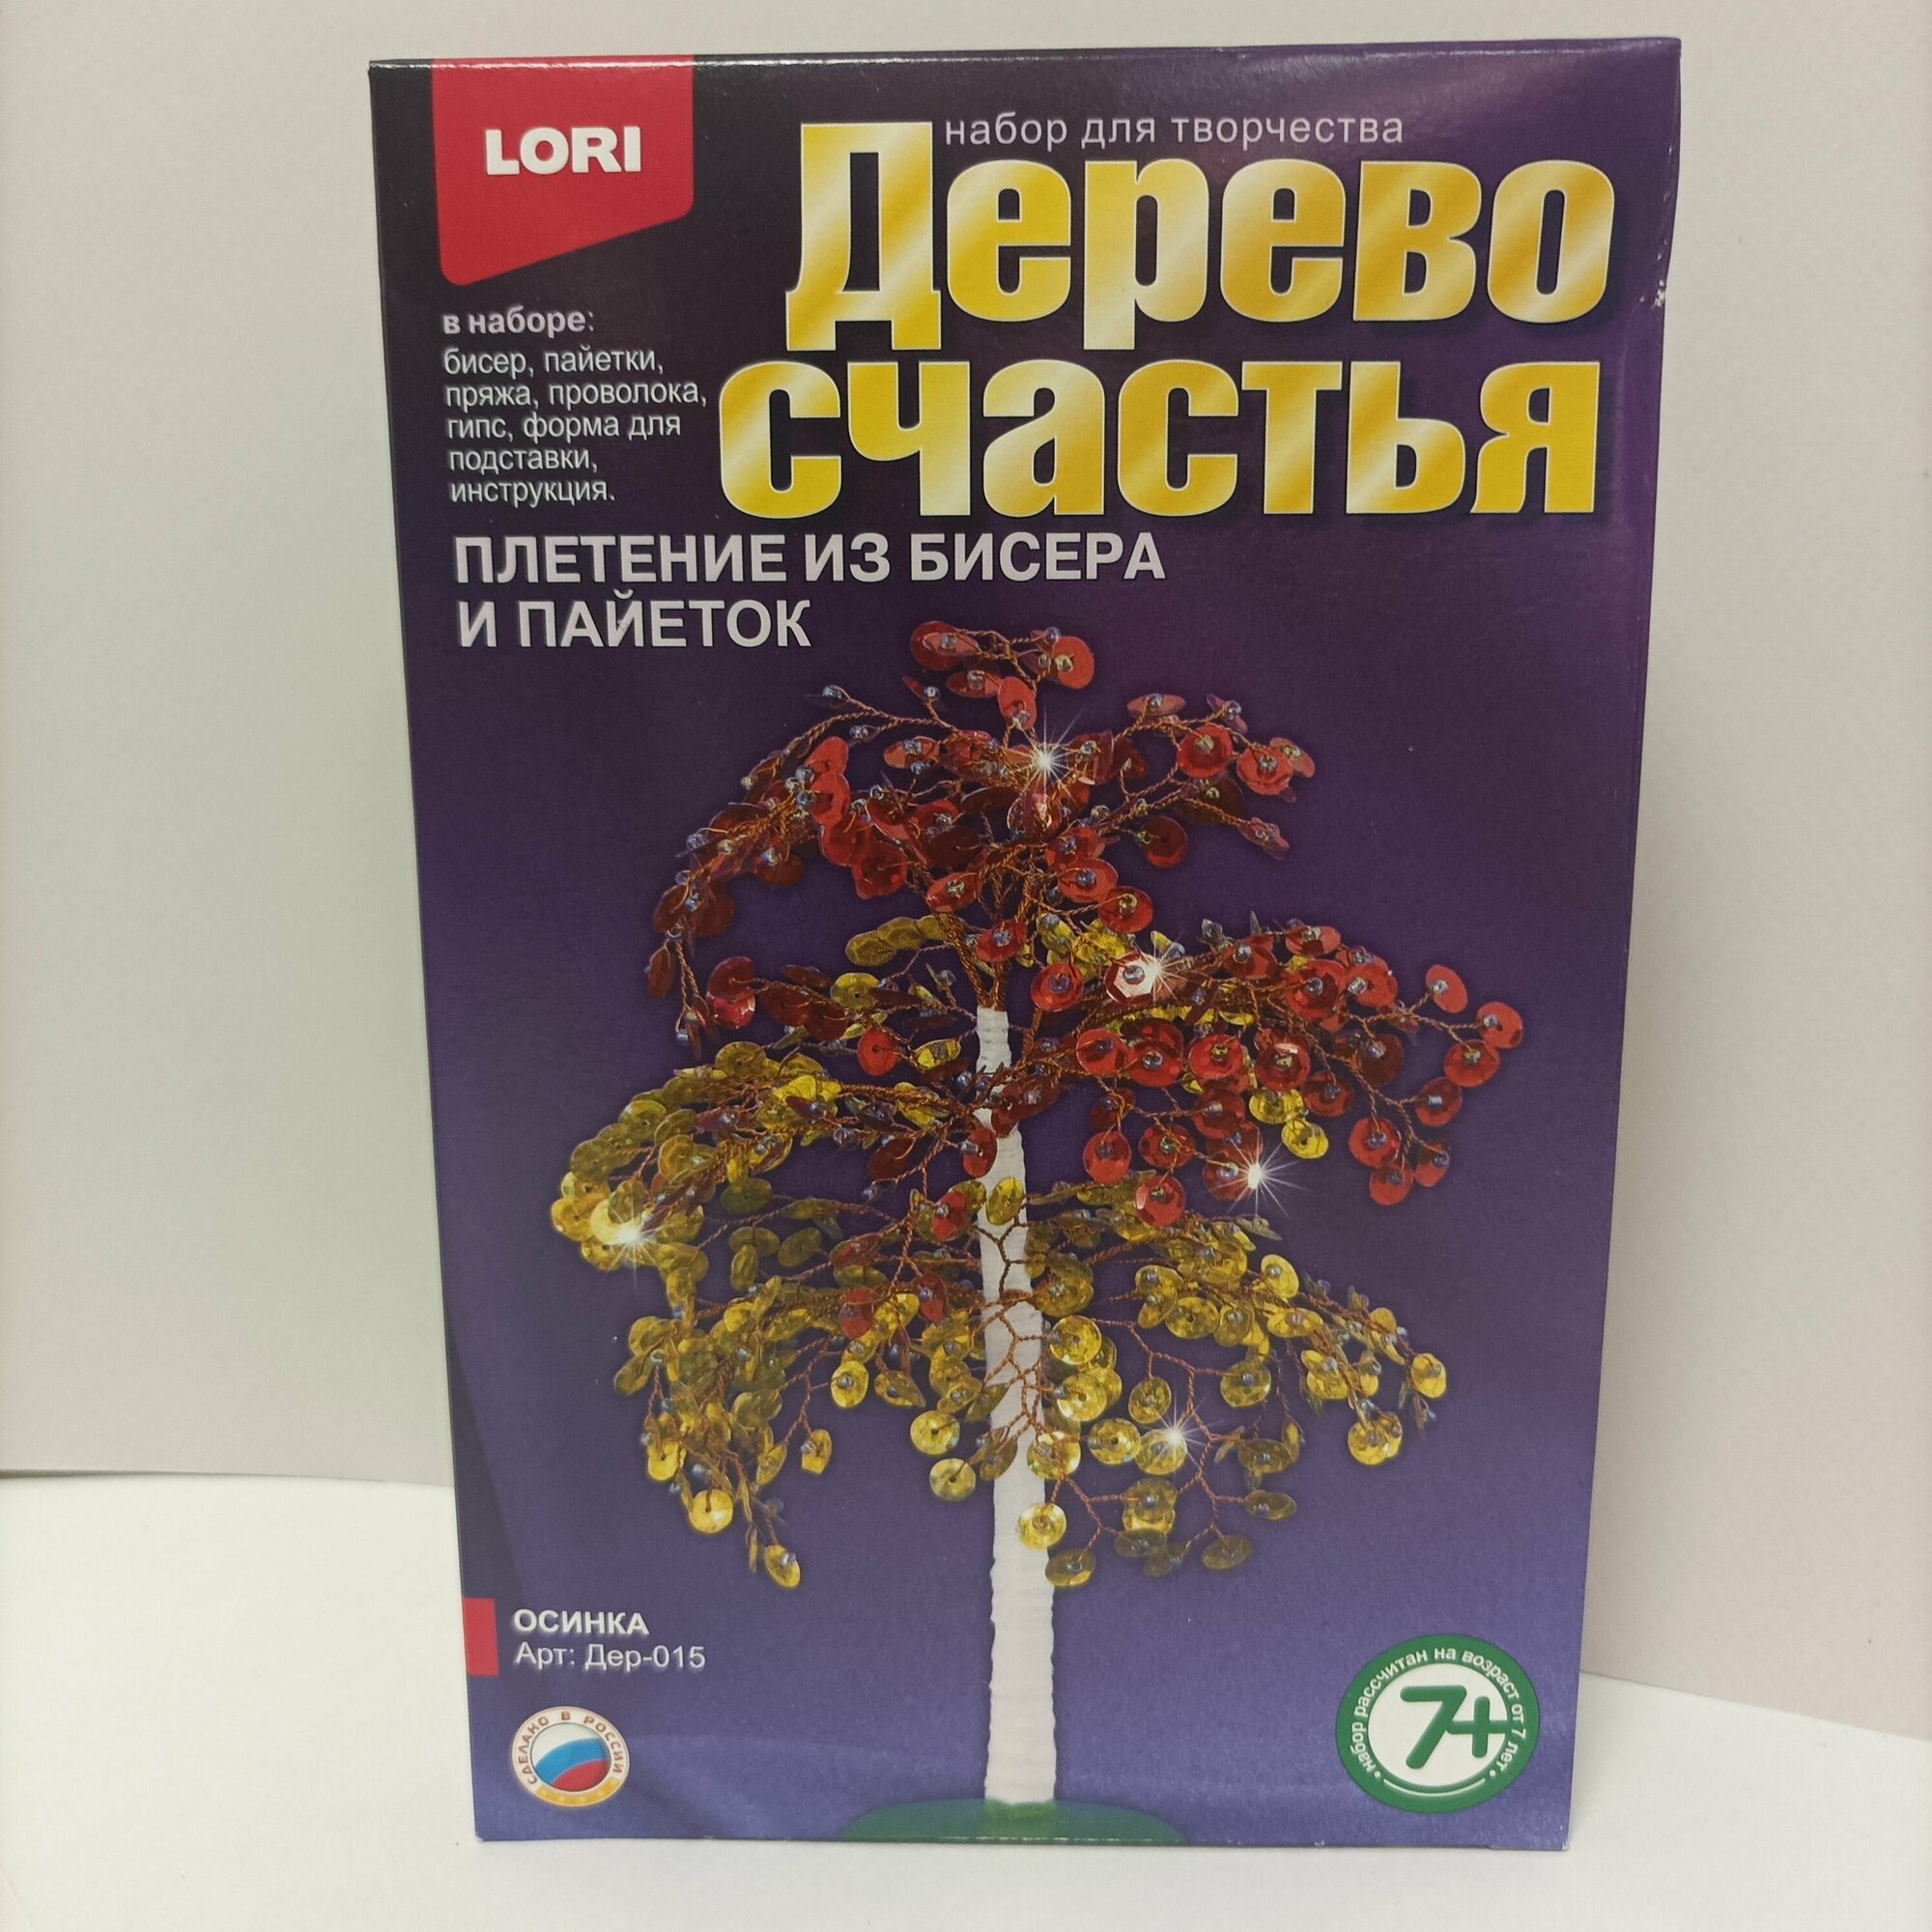 LORI
набор для творчества
Дерево
счастья
в наборе:
бисер, пайетки,
пряжа, проволока,
гипс, форма для
подставки,
инструкция.
ПЛЕТЕНИЕ ИЗ БИСЕРА
И ПАЙЕТОК
ОСИНКА
Арт: Дер-015
СДЕЛАНО В РОССИИ
набор рассчитан на возраст от 7 лет
7+